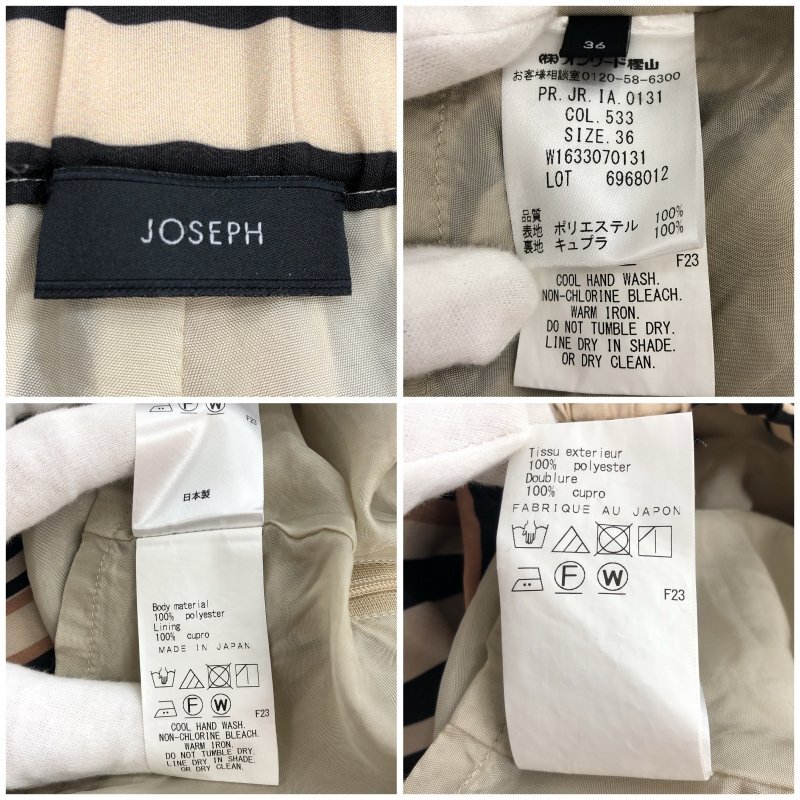 JOSEPH
36
(株)オンワード樫山
お客様相談室0120-58-6300
PR.JR.IA.0131
COL.533
SIZE.36
W1633070131
LOT 6968012
品質
表地 ポリエステル 100%
裏地 キュプラ 100%
F23
COOL HAND WASH.
NON-CHLORINE BLEACH.
WARM IRON.
DO NOT TUMBLE DRY.
LINE DRY IN SHADE.
OR DRY CLEAN.
F W
F23
日本製
Body material
100% polyester
Lining
100% cupro
MADE IN JAPAN
F W
F23
COOL HAND WASH.
NON-CHLORINE BLEACH.
WARM IRON.
DO NOT TUMBLE DRY.
LINE DRY IN SHADE.
OR DRY CLEAN.
Tissu exterieur
100% polyester
Doublure
100% cupro
FABRIQUE AU JAPON
F W
F23